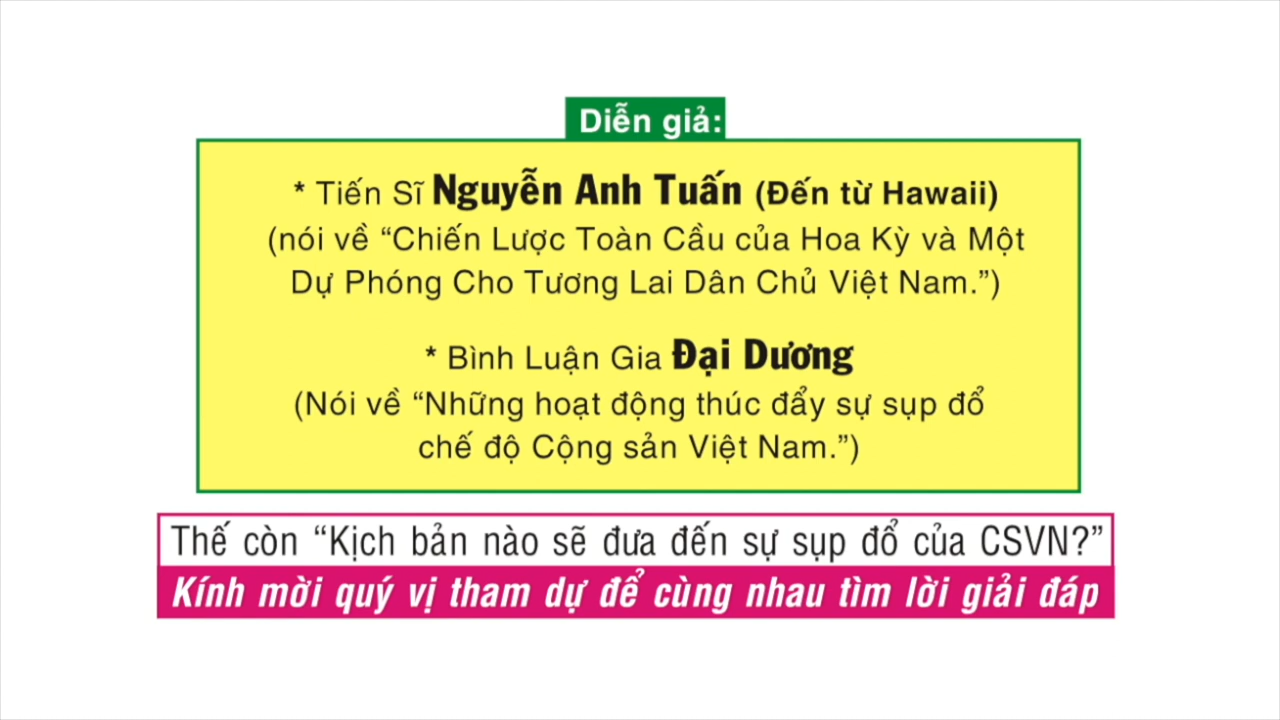 Diễn giả:
* Tiến Sĩ Nguyễn Anh Tuấn (Đến từ Hawaii)
(nói về “Chiến Lược Toàn Cầu của Hoa Kỳ và Một
Dự Phóng Cho Tương Lai Dân Chủ Việt Nam.”)
* Bình Luận Gia Đại Dương
(Nói về “Những hoạt động thúc đẩy sự sụp đổ
chế độ Cộng sản Việt Nam.”)
Thế còn “Kịch bản nào sẽ đưa đến sự sụp đổ của CSVN?”
Kính mời quý vị tham dự để cùng nhau tìm lời giải đáp